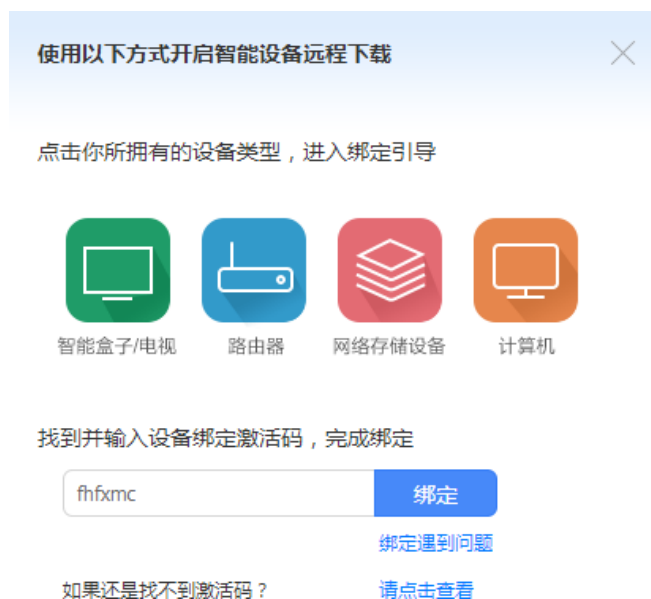 使用以下方式开启智能设备远程下载
点击你所拥有的设备类型，进入绑定引导
智能盒子/电视 路由器 网络存储设备 计算机
找到并输入设备绑定激活码，完成绑定
fhfxmc 绑定
绑定遇到问题
如果还是找不到激活码？ 请点击查看